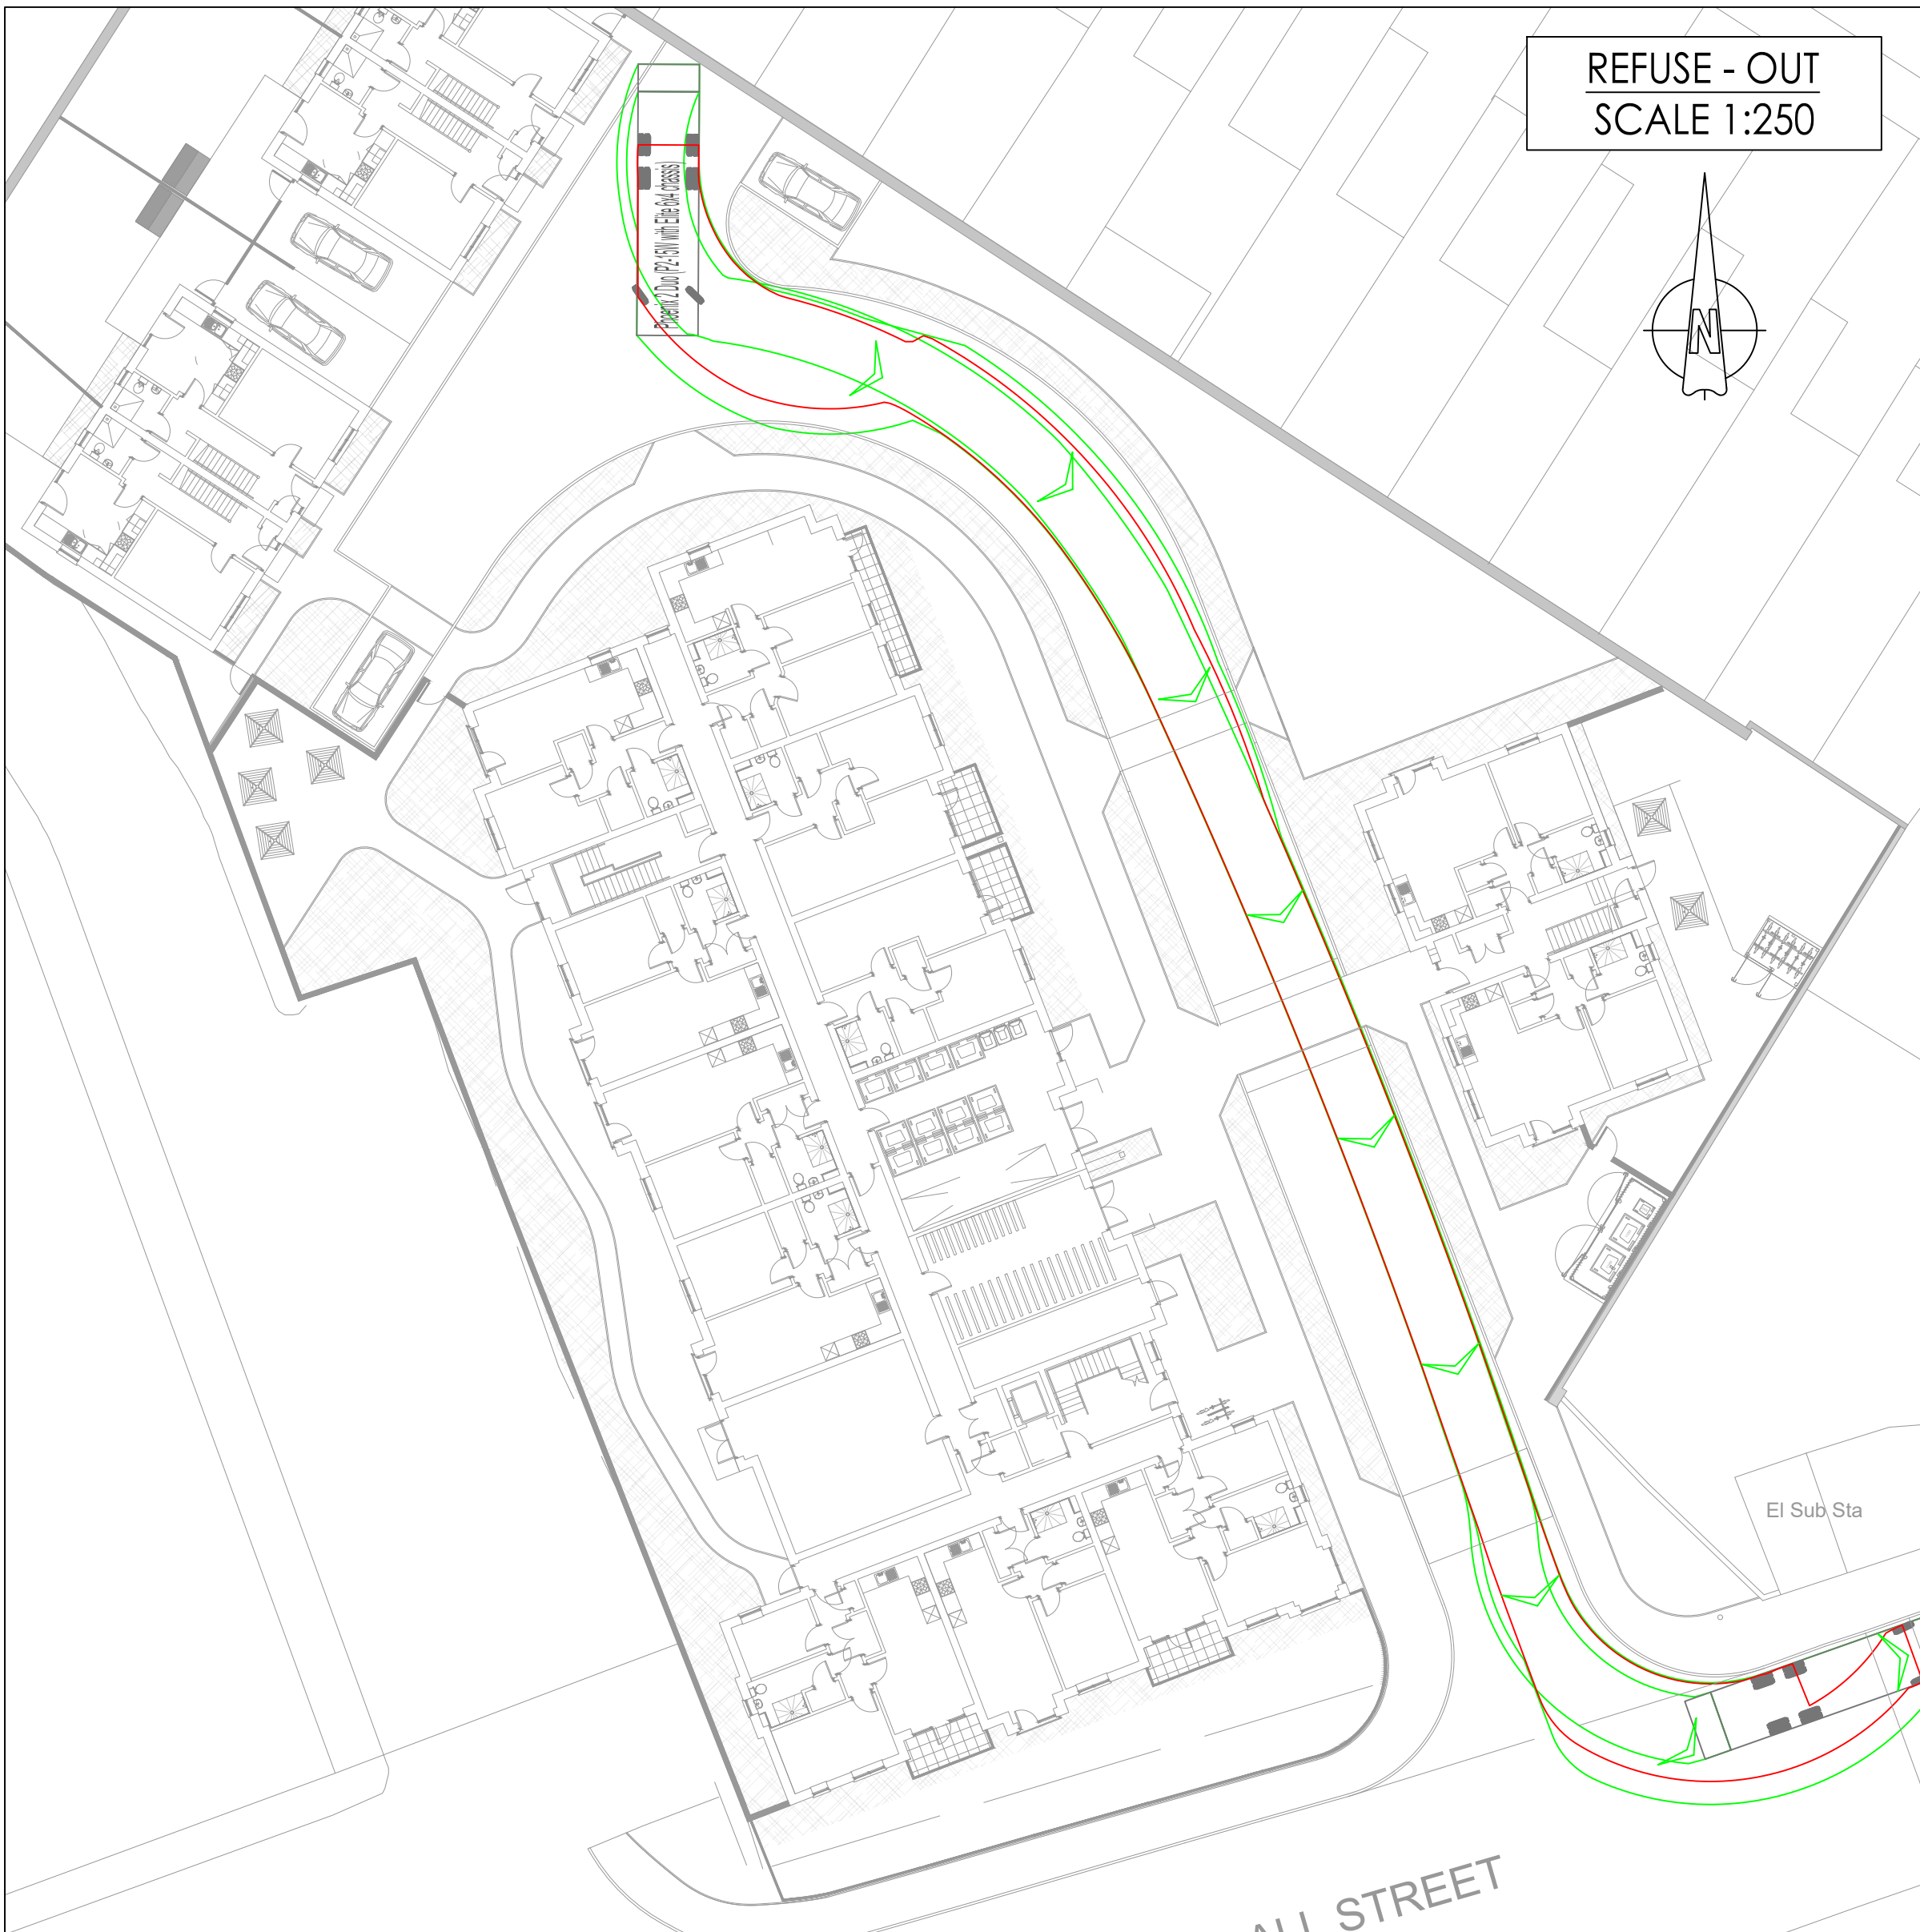 REFUSE - OUT
SCALE 1:250
N
Phoenix 2 Duo (P2-15W with Elite 6x4 chassis)
El Sub Sta
STREET